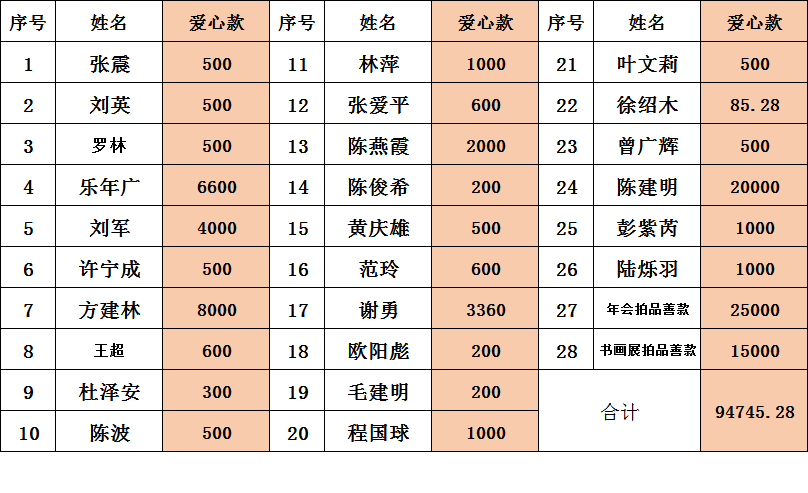 序号 姓名 爱心款 序号 姓名 爱心款 序号 姓名 爱心款
1 张震 500 11 林萍 1000 21 叶文莉 500
2 刘英 500 12 张爱平 600 22 徐绍木 85.28
3 罗林 500 13 陈燕霞 2000 23 曾广辉 500
4 乐年广 6600 14 陈俊希 200 24 陈建明 20000
5 刘军 4000 15 黄庆雄 500 25 彭紫芮 1000
6 许宁成 500 16 范玲 600 26 陆烁羽 1000
7 方建林 8000 17 谢勇 3360 27 年会拍品善款 25000
8 王超 600 18 欧阳彪 200 28 书画展拍品善款 15000
9 杜泽安 300 19 毛建明 200
合计 94745.28
10 陈波 500 20 程国球 1000